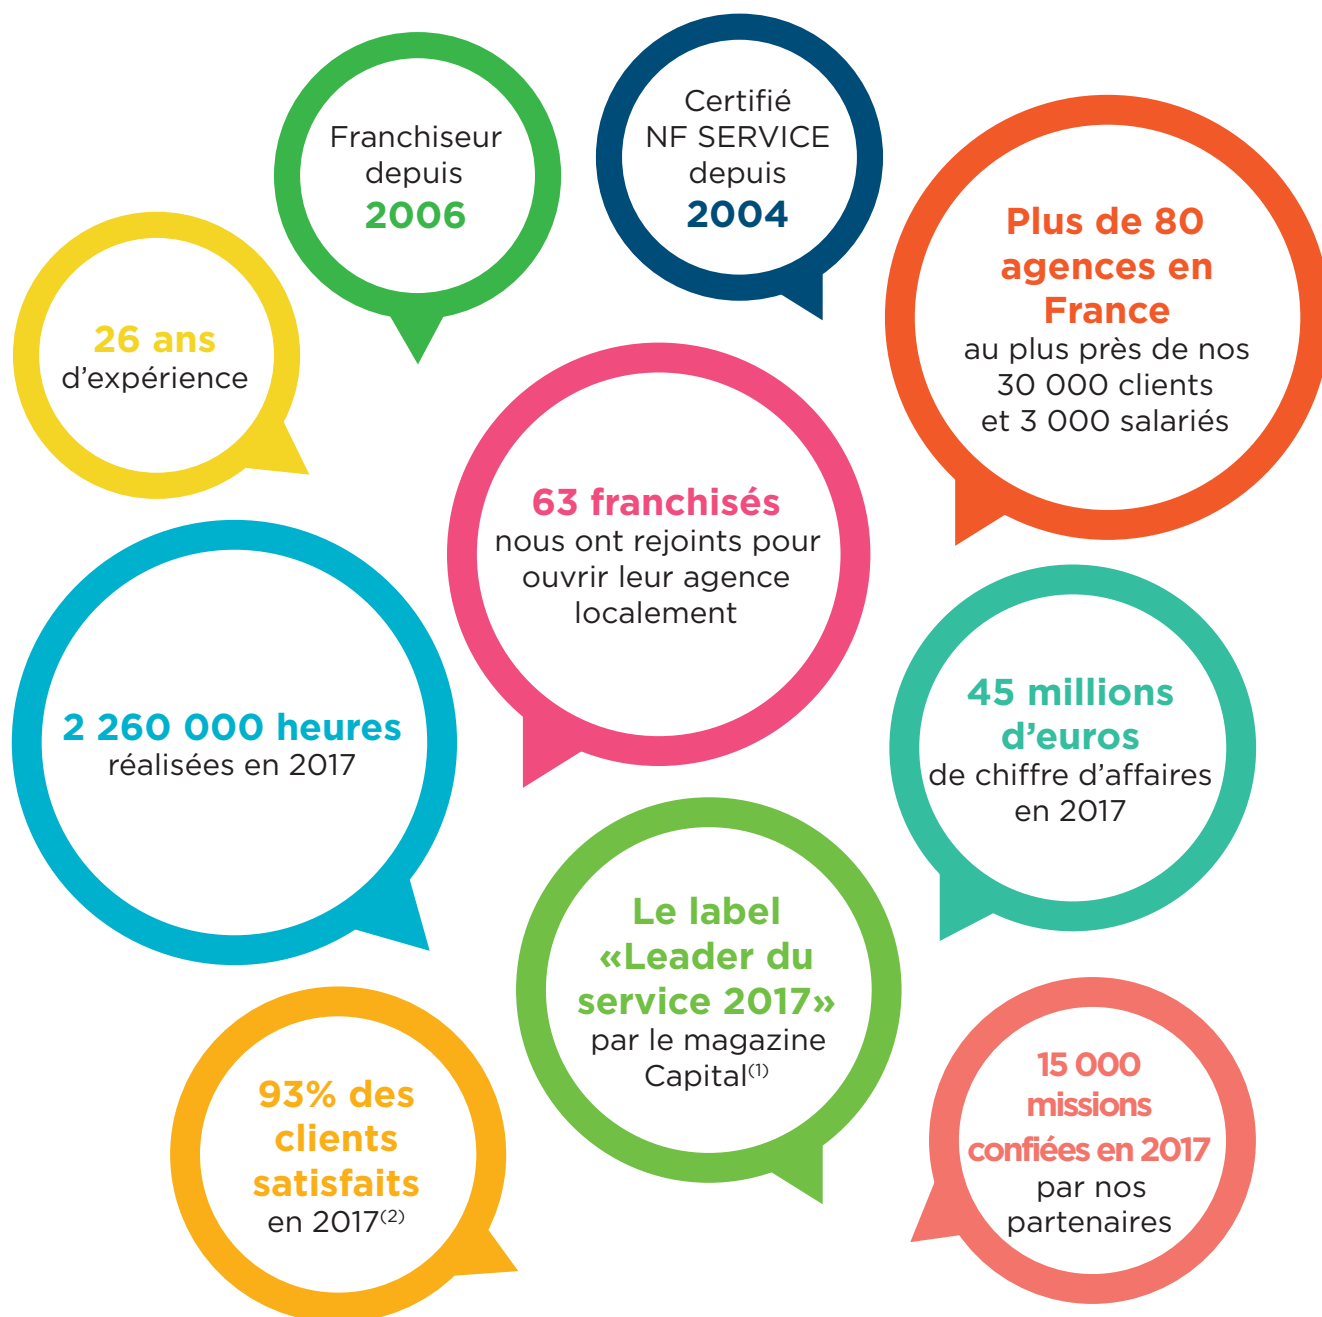 Franchiseur
depuis
2006
Certifié
NF SERVICE
depuis
2004
Plus de 80
agences en
France
au plus près de nos
30 000 clients
et 3 000 salariés
26 ans
d’expérience
63 franchisés
nous ont rejoints pour
ouvrir leur agence
localement
2 260 000 heures
réalisées en 2017
45 millions
d’euros
de chiffre d’affaires
en 2017
Le label
«Leader du
service 2017»
par le magazine
Capital(1)
93% des
clients
satisfaits
en 2017(2)
15 000
missions
confiées en 2017
par nos
partenaires